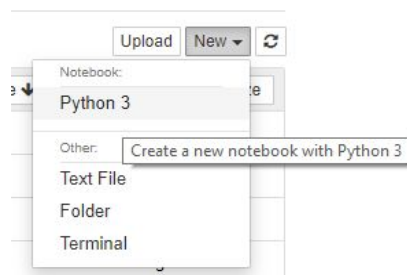 Upload New
Notebook:
Python 3
Create a new notebook with Python 3
Other:
Text File
Folder
Terminal